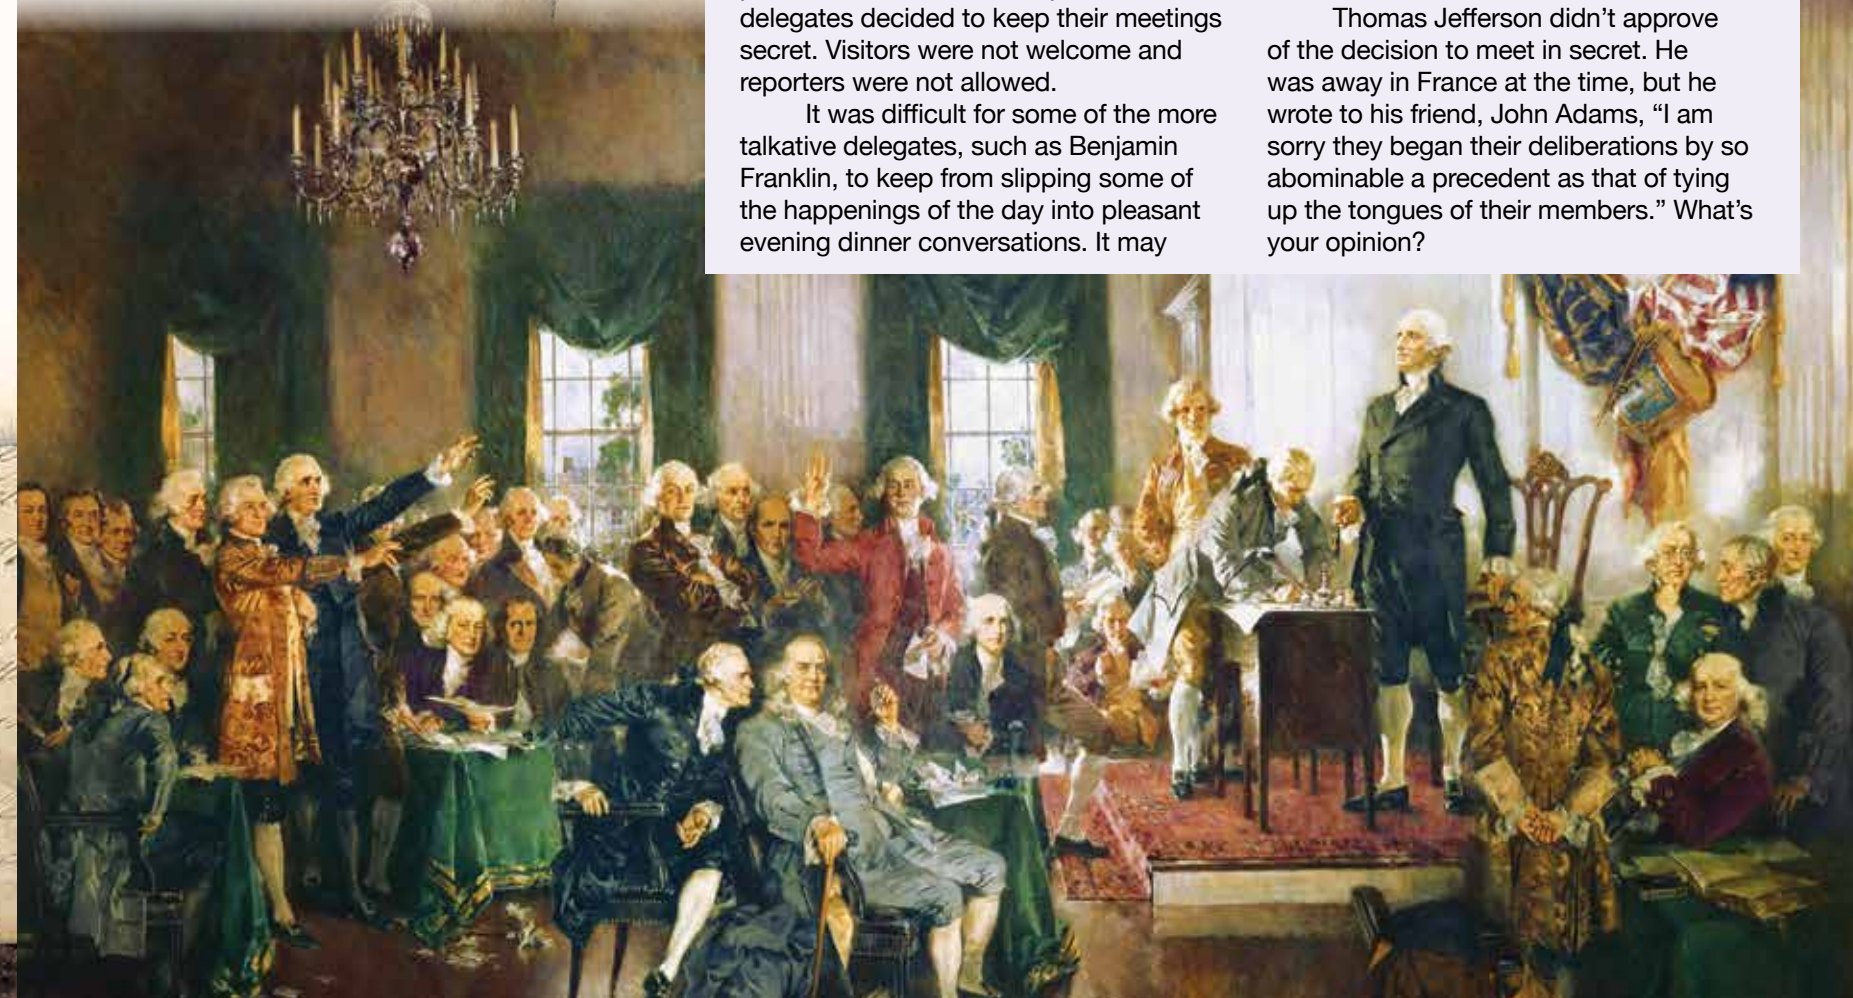 delegates decided to keep their meetings
secret. Visitors were not welcome and
reporters were not allowed.
It was difficult for some of the more
talkative delegates, such as Benjamin
Franklin, to keep from slipping some of
the happenings of the day into pleasant
evening dinner conversations. It may
Thomas Jefferson didn’t approve
of the decision to meet in secret. He
was away in France at the time, but he
wrote to his friend, John Adams, “I am
sorry they began their deliberations by so
abominable a precedent as that of tying
up the tongues of their members.” What’s
your opinion?